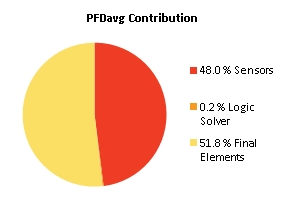 PFDavg Contribution
48.0 % Sensors
0.2 % Logic
Solver
51.8 % Final
Elements